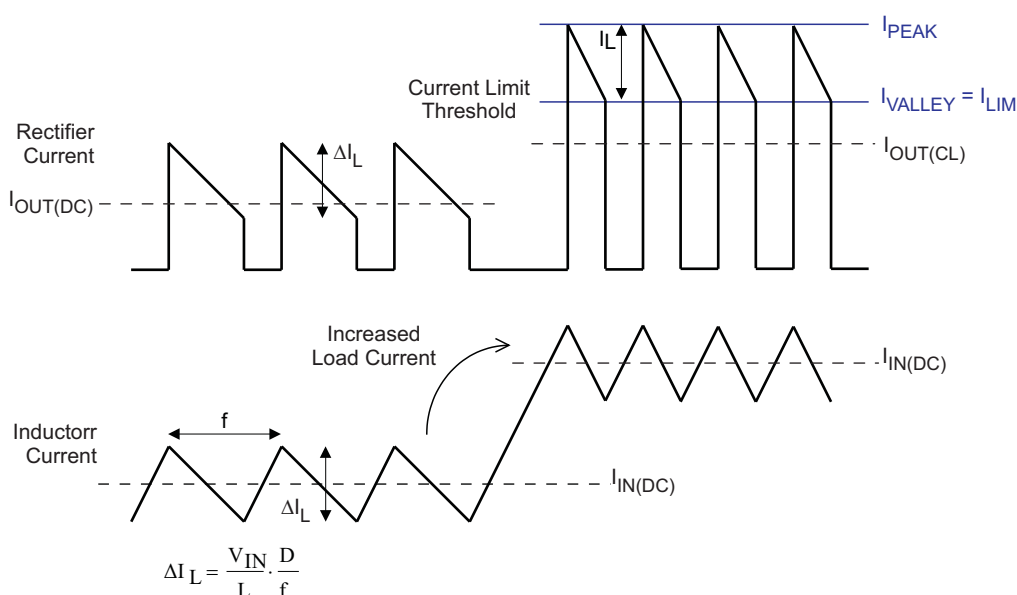 I_PEAK
I_L
Current Limit
Threshold
I_VALLEY = I_LIM
Rectifier
Current
ΔI_L
I_OUT(CL)
I_OUT(DC)
Increased
Load Current
I_IN(DC)
f
Inductorr
Current
I_IN(DC)
ΔI_L
ΔI_L = V_IN/L · D/f